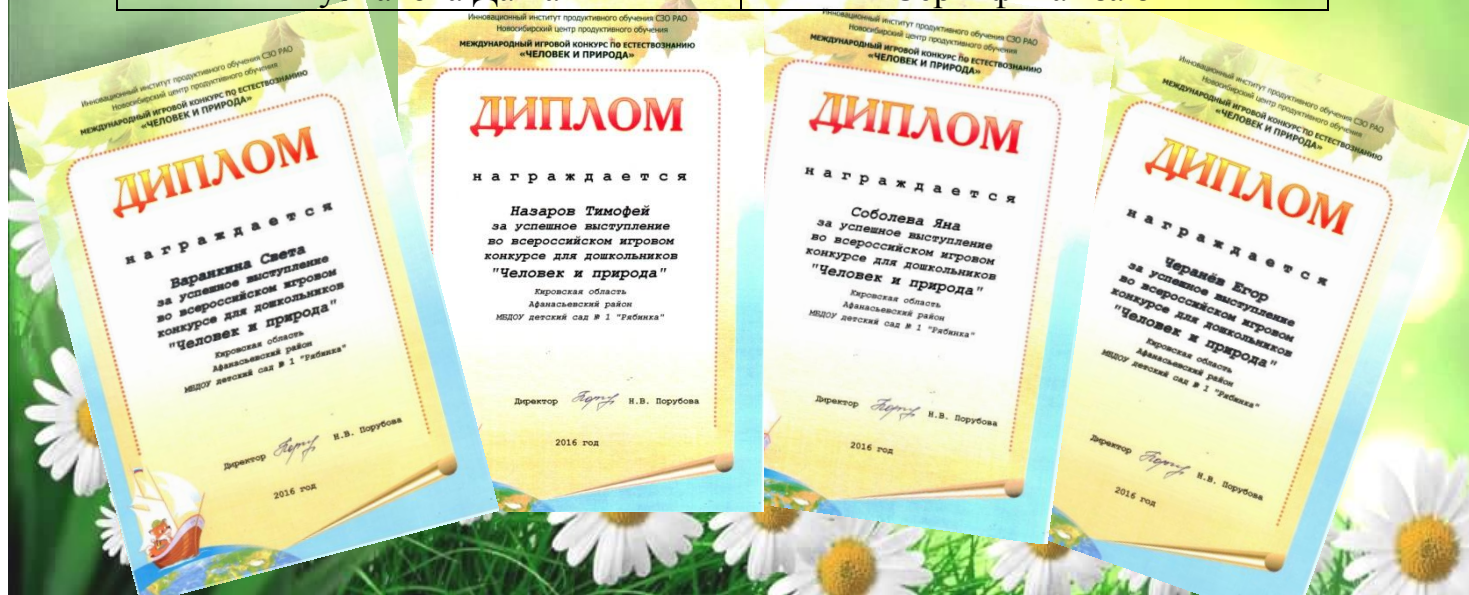 Инновационный институт продуктивного обучения СЗО РАО
Новосибирский центр продуктивного обучения
МЕЖДУНАРОДНЫЙ ИГРОВОЙ КОНКУРС ПО ЕСТЕСТВОЗНАНИЮ
«ЧЕЛОВЕК И ПРИРОДА»
ДИПЛОМ
награждается
Варанкина Света
за успешное выступление
во всероссийском игровом
конкурсе для дошкольников
"Человек и природа"
Кировская область
Афанасьевский район
МБДОУ детский сад № 1 "Рябинка"
Директор Н.В. Порубова
2016 год
Инновационный институт продуктивного обучения СЗО РАО
Новосибирский центр продуктивного обучения
МЕЖДУНАРОДНЫЙ ИГРОВОЙ КОНКУРС ПО ЕСТЕСТВОЗНАНИЮ
«ЧЕЛОВЕК И ПРИРОДА»
ДИПЛОМ
награждается
Назаров Тимофей
за успешное выступление
во всероссийском игровом
конкурсе для дошкольников
"Человек и природа"
Кировская область
Афанасьевский район
МБДОУ детский сад № 1 "Рябинка"
Директор Н.В. Порубова
2016 год
Инновационный институт продуктивного обучения СЗО РАО
Новосибирский центр продуктивного обучения
МЕЖДУНАРОДНЫЙ ИГРОВОЙ КОНКУРС ПО ЕСТЕСТВОЗНАНИЮ
«ЧЕЛОВЕК И ПРИРОДА»
ДИПЛОМ
награждается
Соболева Яна
за успешное выступление
во всероссийском игровом
конкурсе для дошкольников
"Человек и природа"
Кировская область
Афанасьевский район
МБДОУ детский сад № 1 "Рябинка"
Директор Н.В. Порубова
2016 год
Инновационный институт продуктивного обучения СЗО РАО
Новосибирский центр продуктивного обучения
МЕЖДУНАРОДНЫЙ ИГРОВОЙ КОНКУРС ПО ЕСТЕСТВОЗНАНИЮ
«ЧЕЛОВЕК И ПРИРОДА»
ДИПЛОМ
награждается
Черанёв Егор
за успешное выступление
во всероссийском игровом
конкурсе для дошкольников
"Человек и природа"
Кировская область
Афанасьевский район
МБДОУ детский сад № 1 "Рябинка"
Директор Н.В. Порубова
2016 год